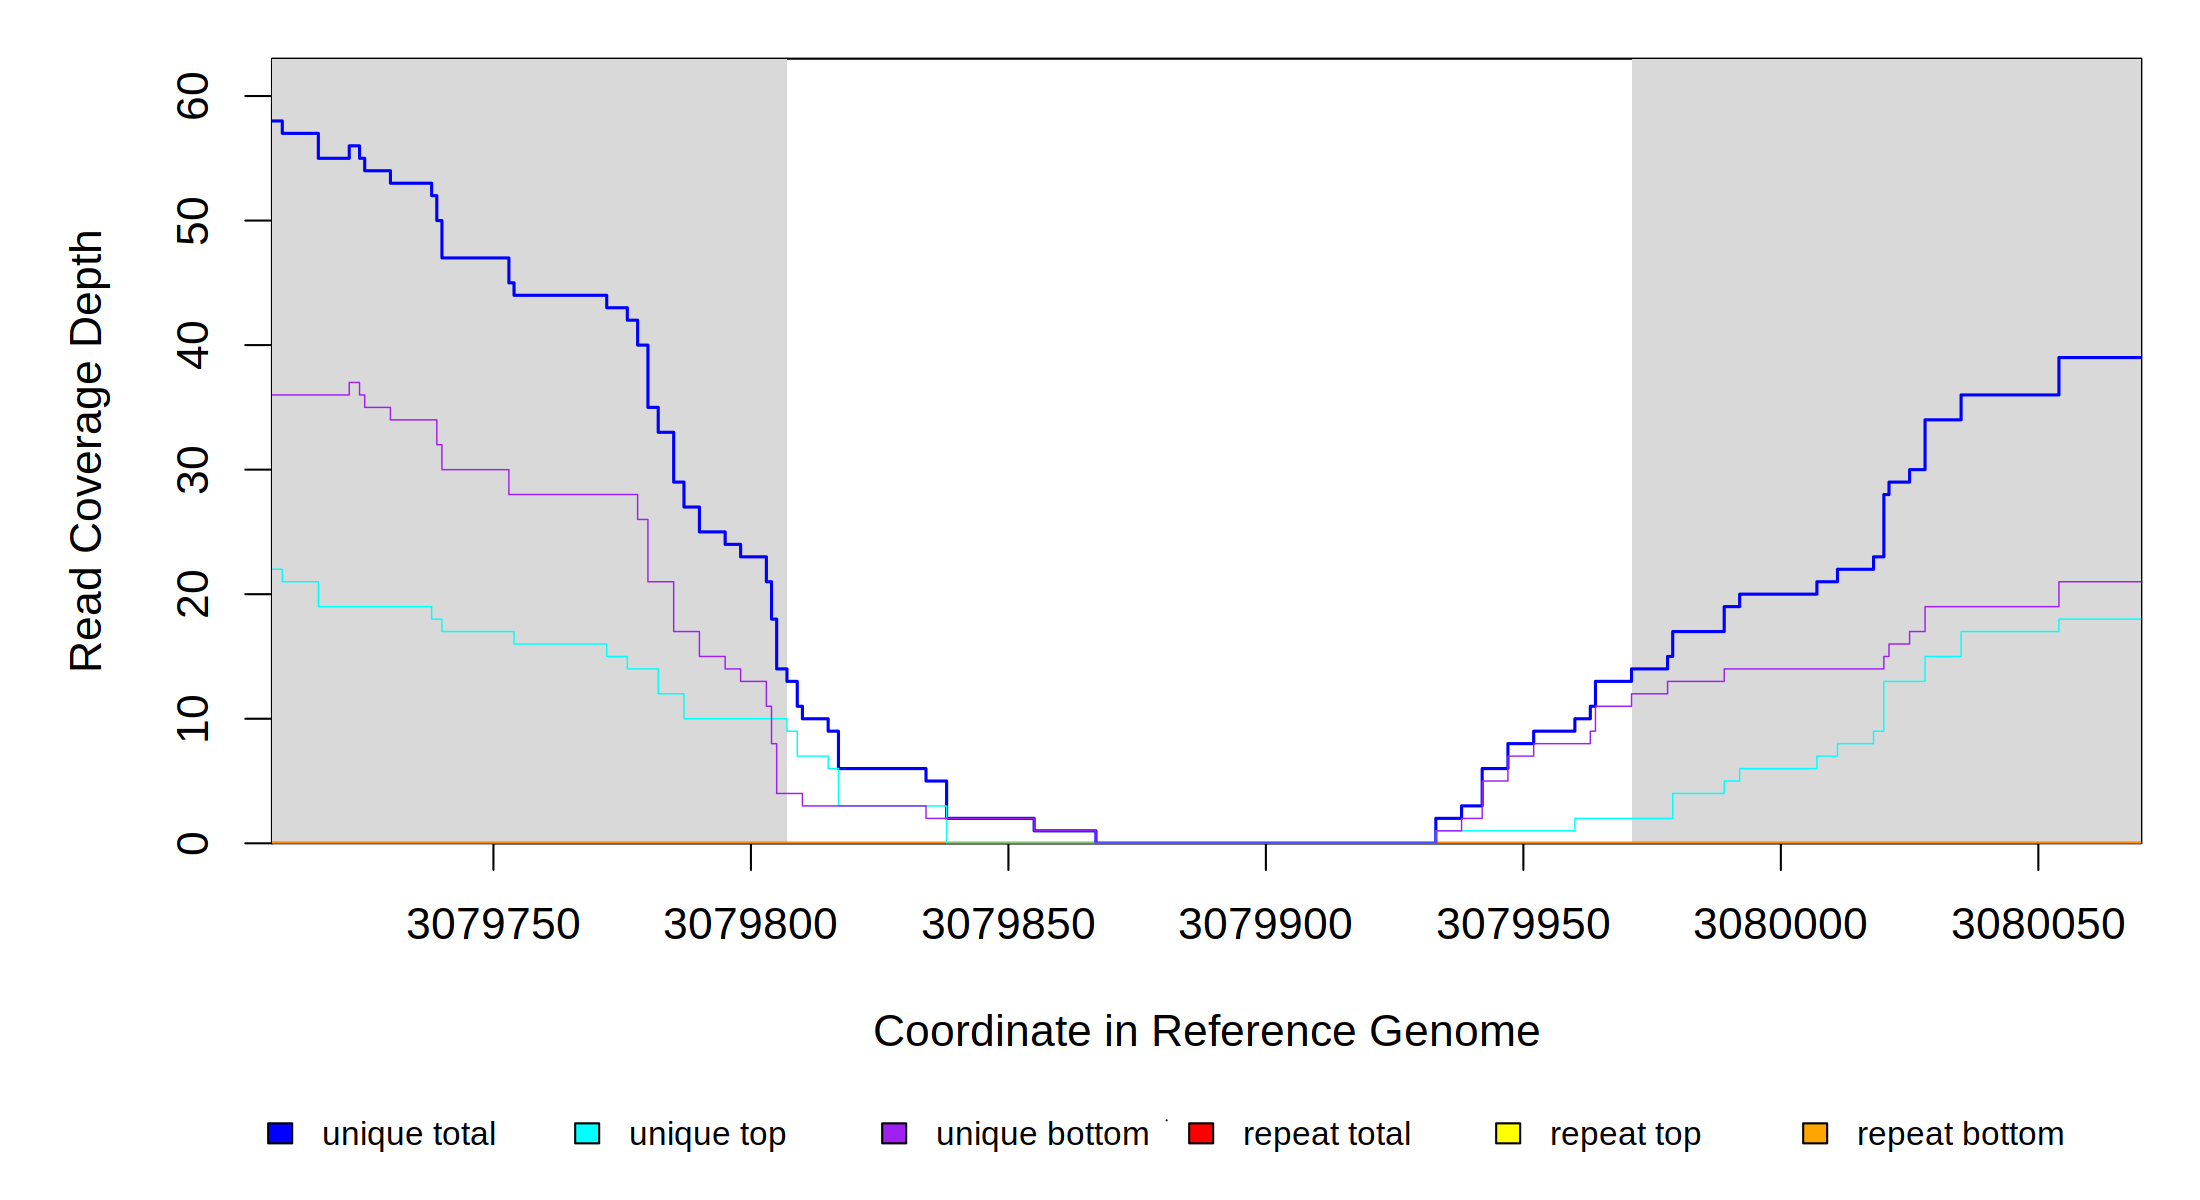 60
50
40
30
20
10
0
Read Coverage Depth
3079750 3079800 3079850 3079900 3079950 3080000 3080050
Coordinate in Reference Genome
unique total unique top unique bottom repeat total repeat top repeat bottom